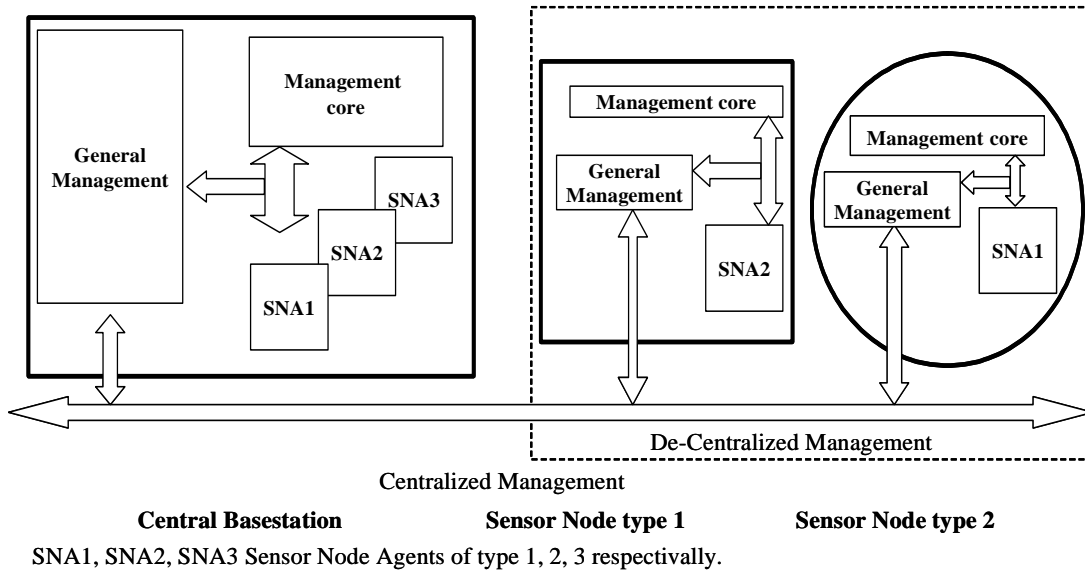 General
Management
Management
core
SNA3
SNA2
SNA1
Management core
General
Management
SNA2
Management core
General
Management
SNA1
De-Centralized Management
Centralized Management
Central Basestation
Sensor Node type 1
Sensor Node type 2
SNA1, SNA2, SNA3 Sensor Node Agents of type 1, 2, 3 respectivally.